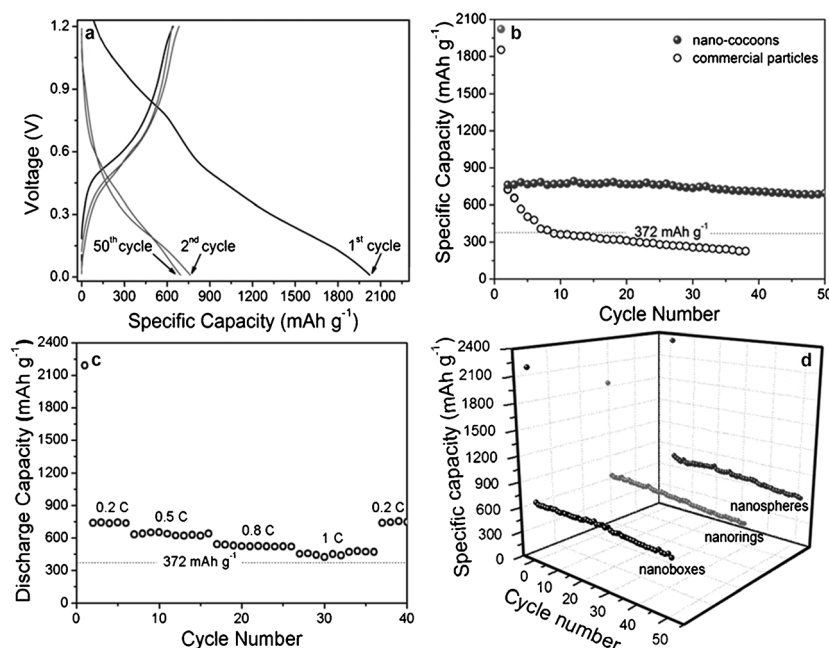 a
Voltage (V)
1.2
0.9
0.6
0.3
0.0
50th cycle
2nd cycle
1st cycle
0 300 600 900 1200 1500 1800 2100
Specific Capacity (mAh g-1)
b
Specific Capacity (mAh g-1)
2100
1800
1500
1200
900
600
300
0
nano-cocoons
commercial particles
372 mAh g-1
0 10 20 30 40 50
Cycle Number
c
Discharge Capacity (mAh g-1)
2400
2100
1800
1500
1200
900
600
300
0
0.2 C
0.5 C
0.8 C
1 C
0.2 C
372 mAh g-1
0 10 20 30 40
Cycle Number
d
Specific capacity (mAh g-1)
2400
2100
1800
1500
1200
900
600
300
0
nanospheres
nanorings
nanoboxes
0 10 20 30 40 50
Cycle number